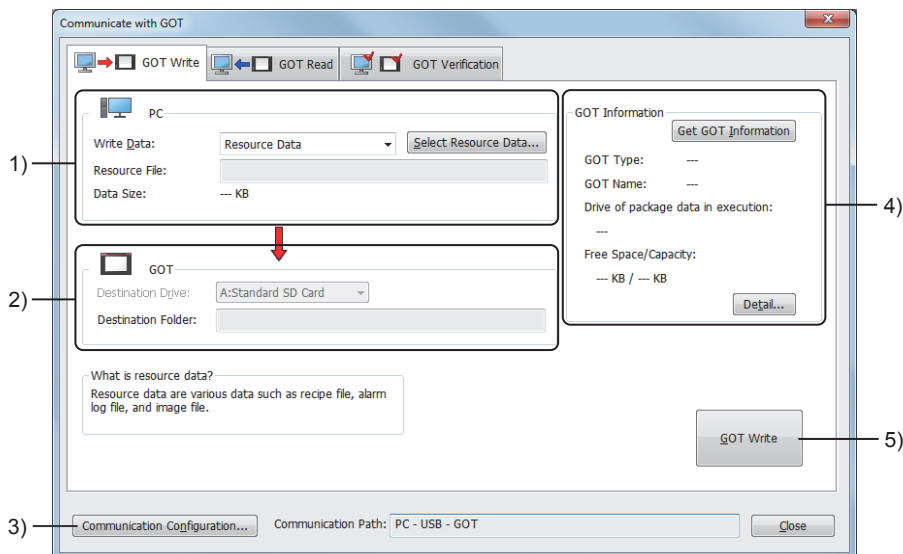 Communicate with GOT
GOT Write
GOT Read
GOT Verification
1)
PC
Write Data:
Resource Data
Select Resource Data...
Resource File:
Data Size:
--- KB
2)
GOT
Destination Drive:
A:Standard SD Card
Destination Folder:
GOT Information
Get GOT Information
GOT Type:
---
GOT Name:
---
Drive of package data in execution:
---
Free Space/Capacity:
--- KB / --- KB
Detail...
4)
What is resource data?
Resource data are various data such as recipe file, alarm
log file, and image file.
GOT Write
5)
3)
Communication Configuration...
Communication Path:
PC - USB - GOT
Close